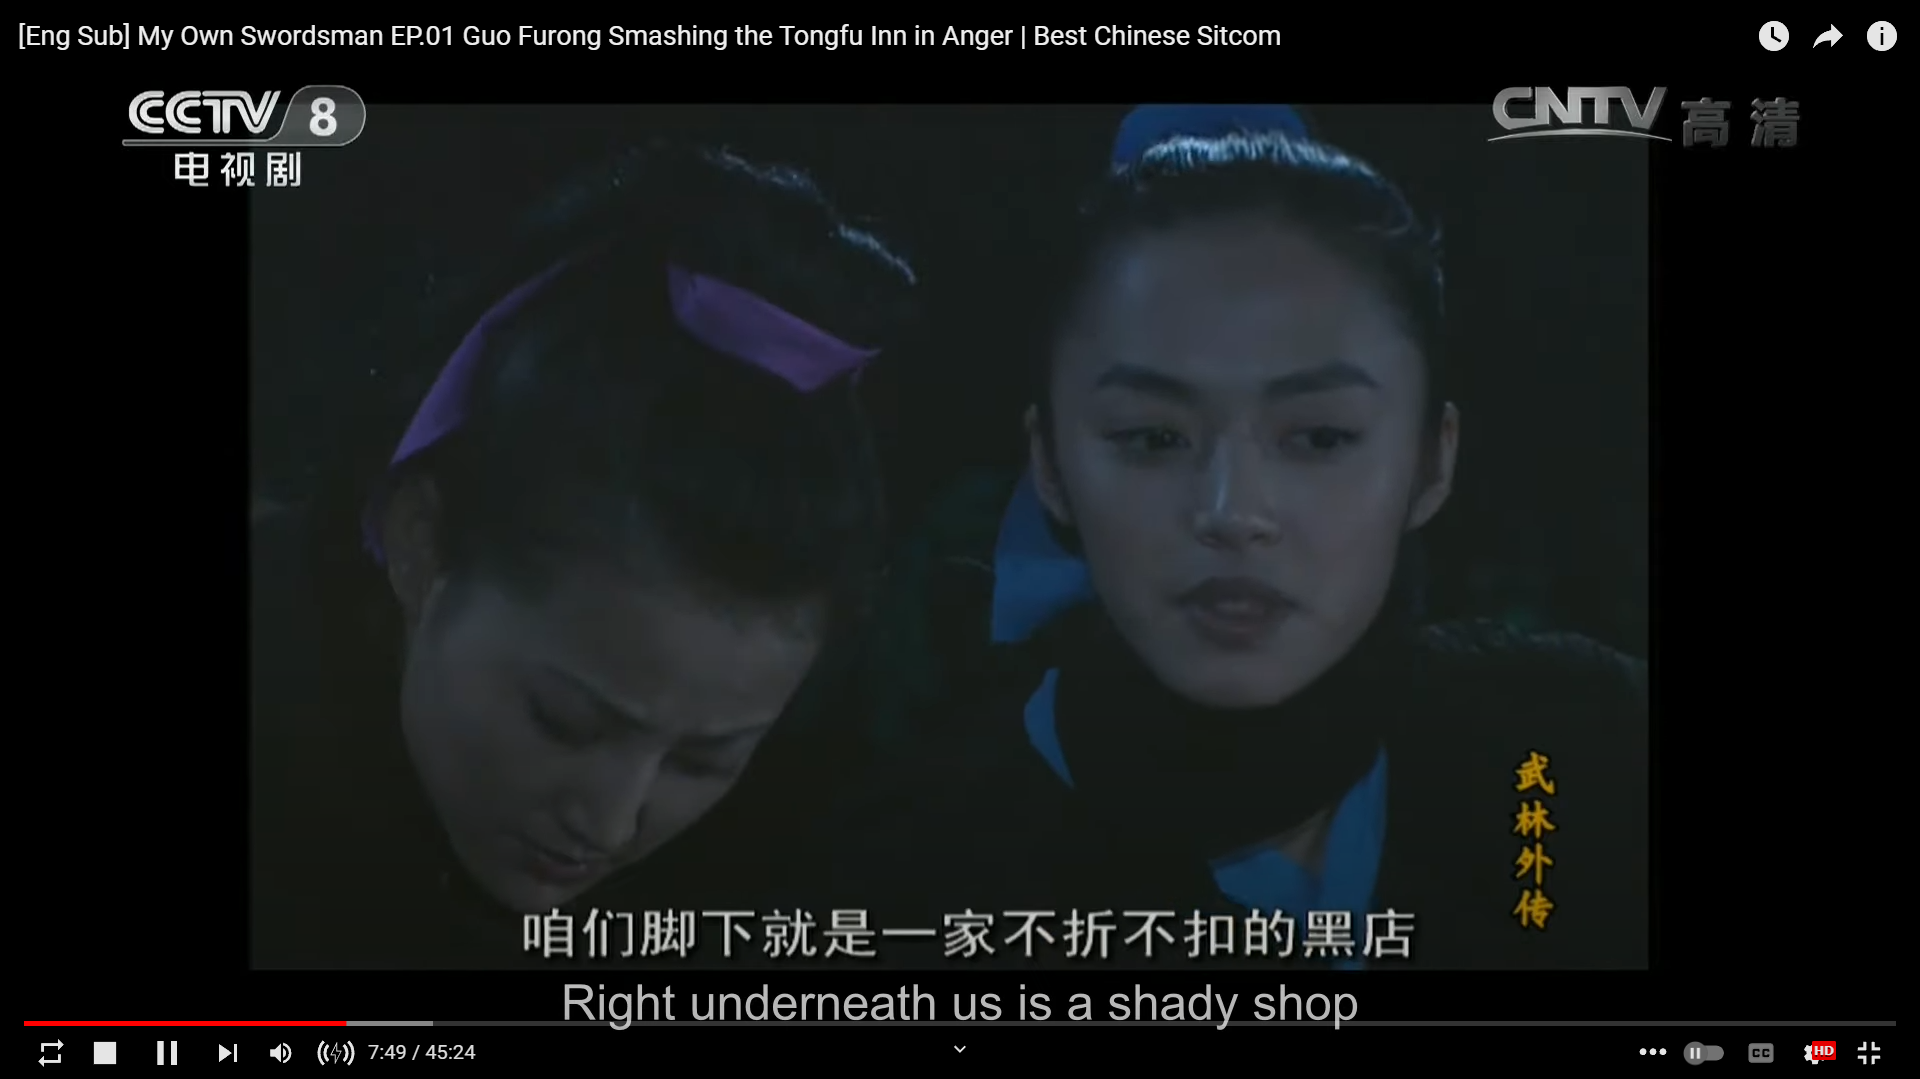 [Eng Sub] My Own Swordsman EP.01 Guo Furong Smashing the Tongfu Inn in Anger | Best Chinese Sitcom
CCTV 8
电视剧
CNTV 高清
武林外传
咱们脚下就是一家不折不扣的黑店
Right underneath us is a shady shop
7:49 / 45:24
CC
HD